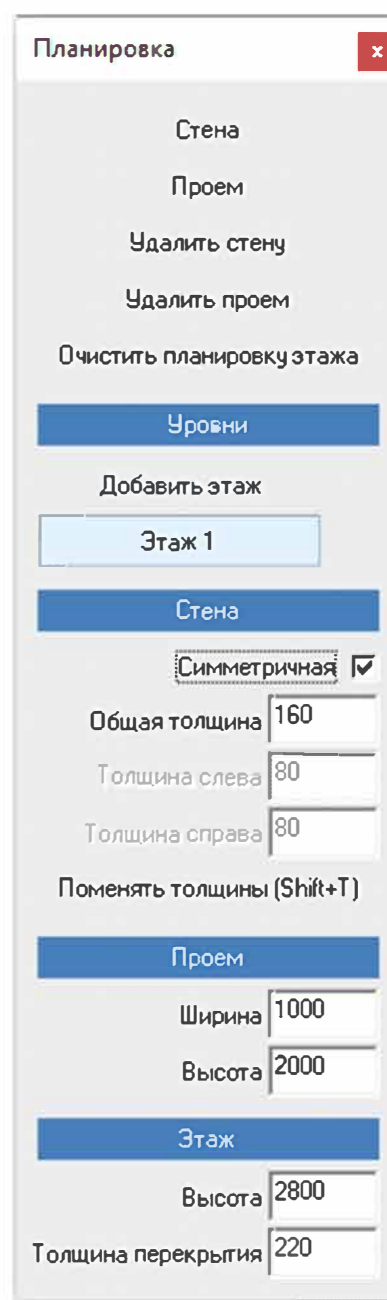 Планировка
x
Стена
Проем
Удалить стену
Удалить проем
Очистить планировку этажа
Уровни
Добавить этаж
Этаж 1
Стена
Симметричная
Общая толщина 160
Толщина слева 80
Толщина справа 80
Поменять толщины (Shift+T)
Проем
Ширина 1000
Высота 2000
Этаж
Высота 2800
Толщина перекрытия 220